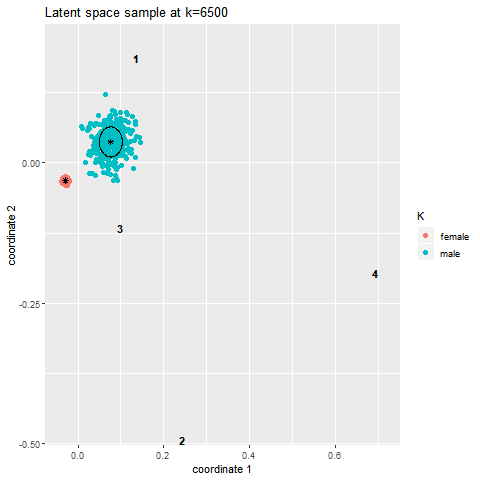 Latent space sample at k=6500
1
0.00
3
K
female
male
4
-0.25
2
-0.50
0.0 0.2 0.4 0.6
coordinate 1
coordinate 2